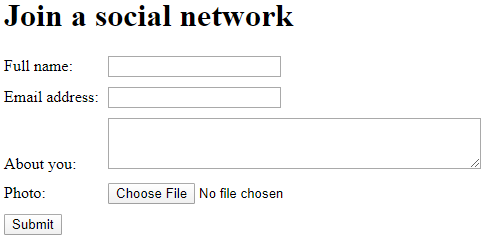 Join a social network
Full name:
Email address:
About you:
Photo: Choose File No file chosen
Submit